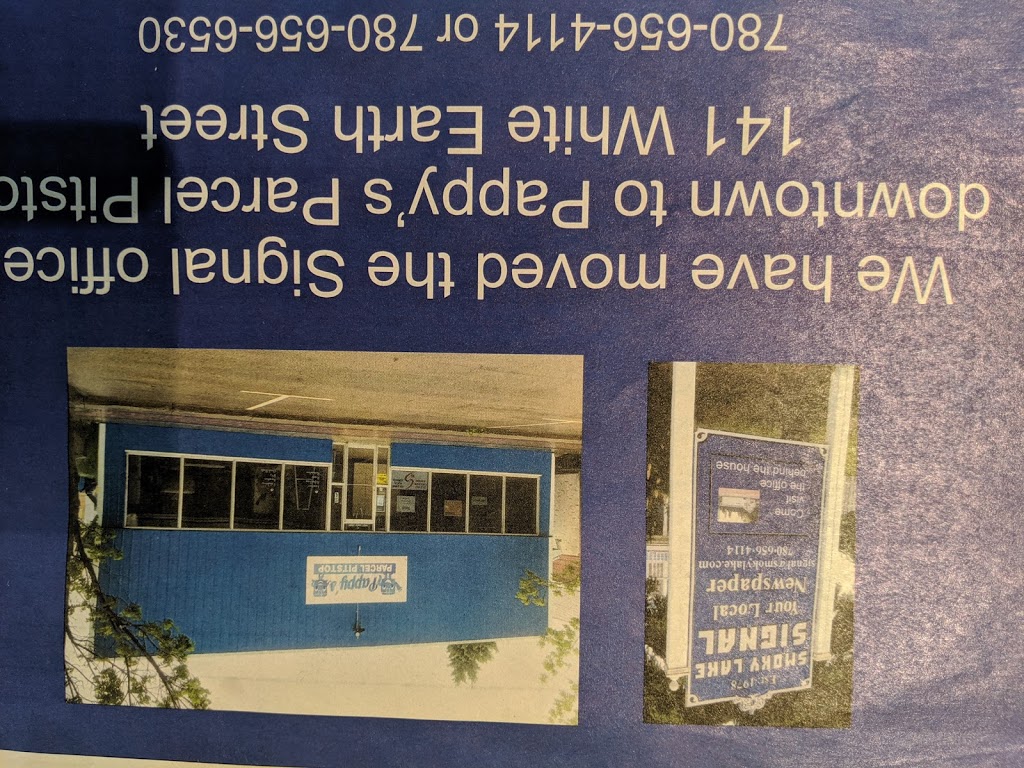 Est. 1978
SMOKY LAKE
SIGNAL
Your Local
Newspaper
signal@smokylake.com
780-656-4114
Come
visit
the office
behind the house
Pappy's
PARCEL PITSTOP
We have moved the Signal office
downtown to Pappy's Parcel Pitsto
141 White Earth Street
780-656-4114 or 780-656-6530